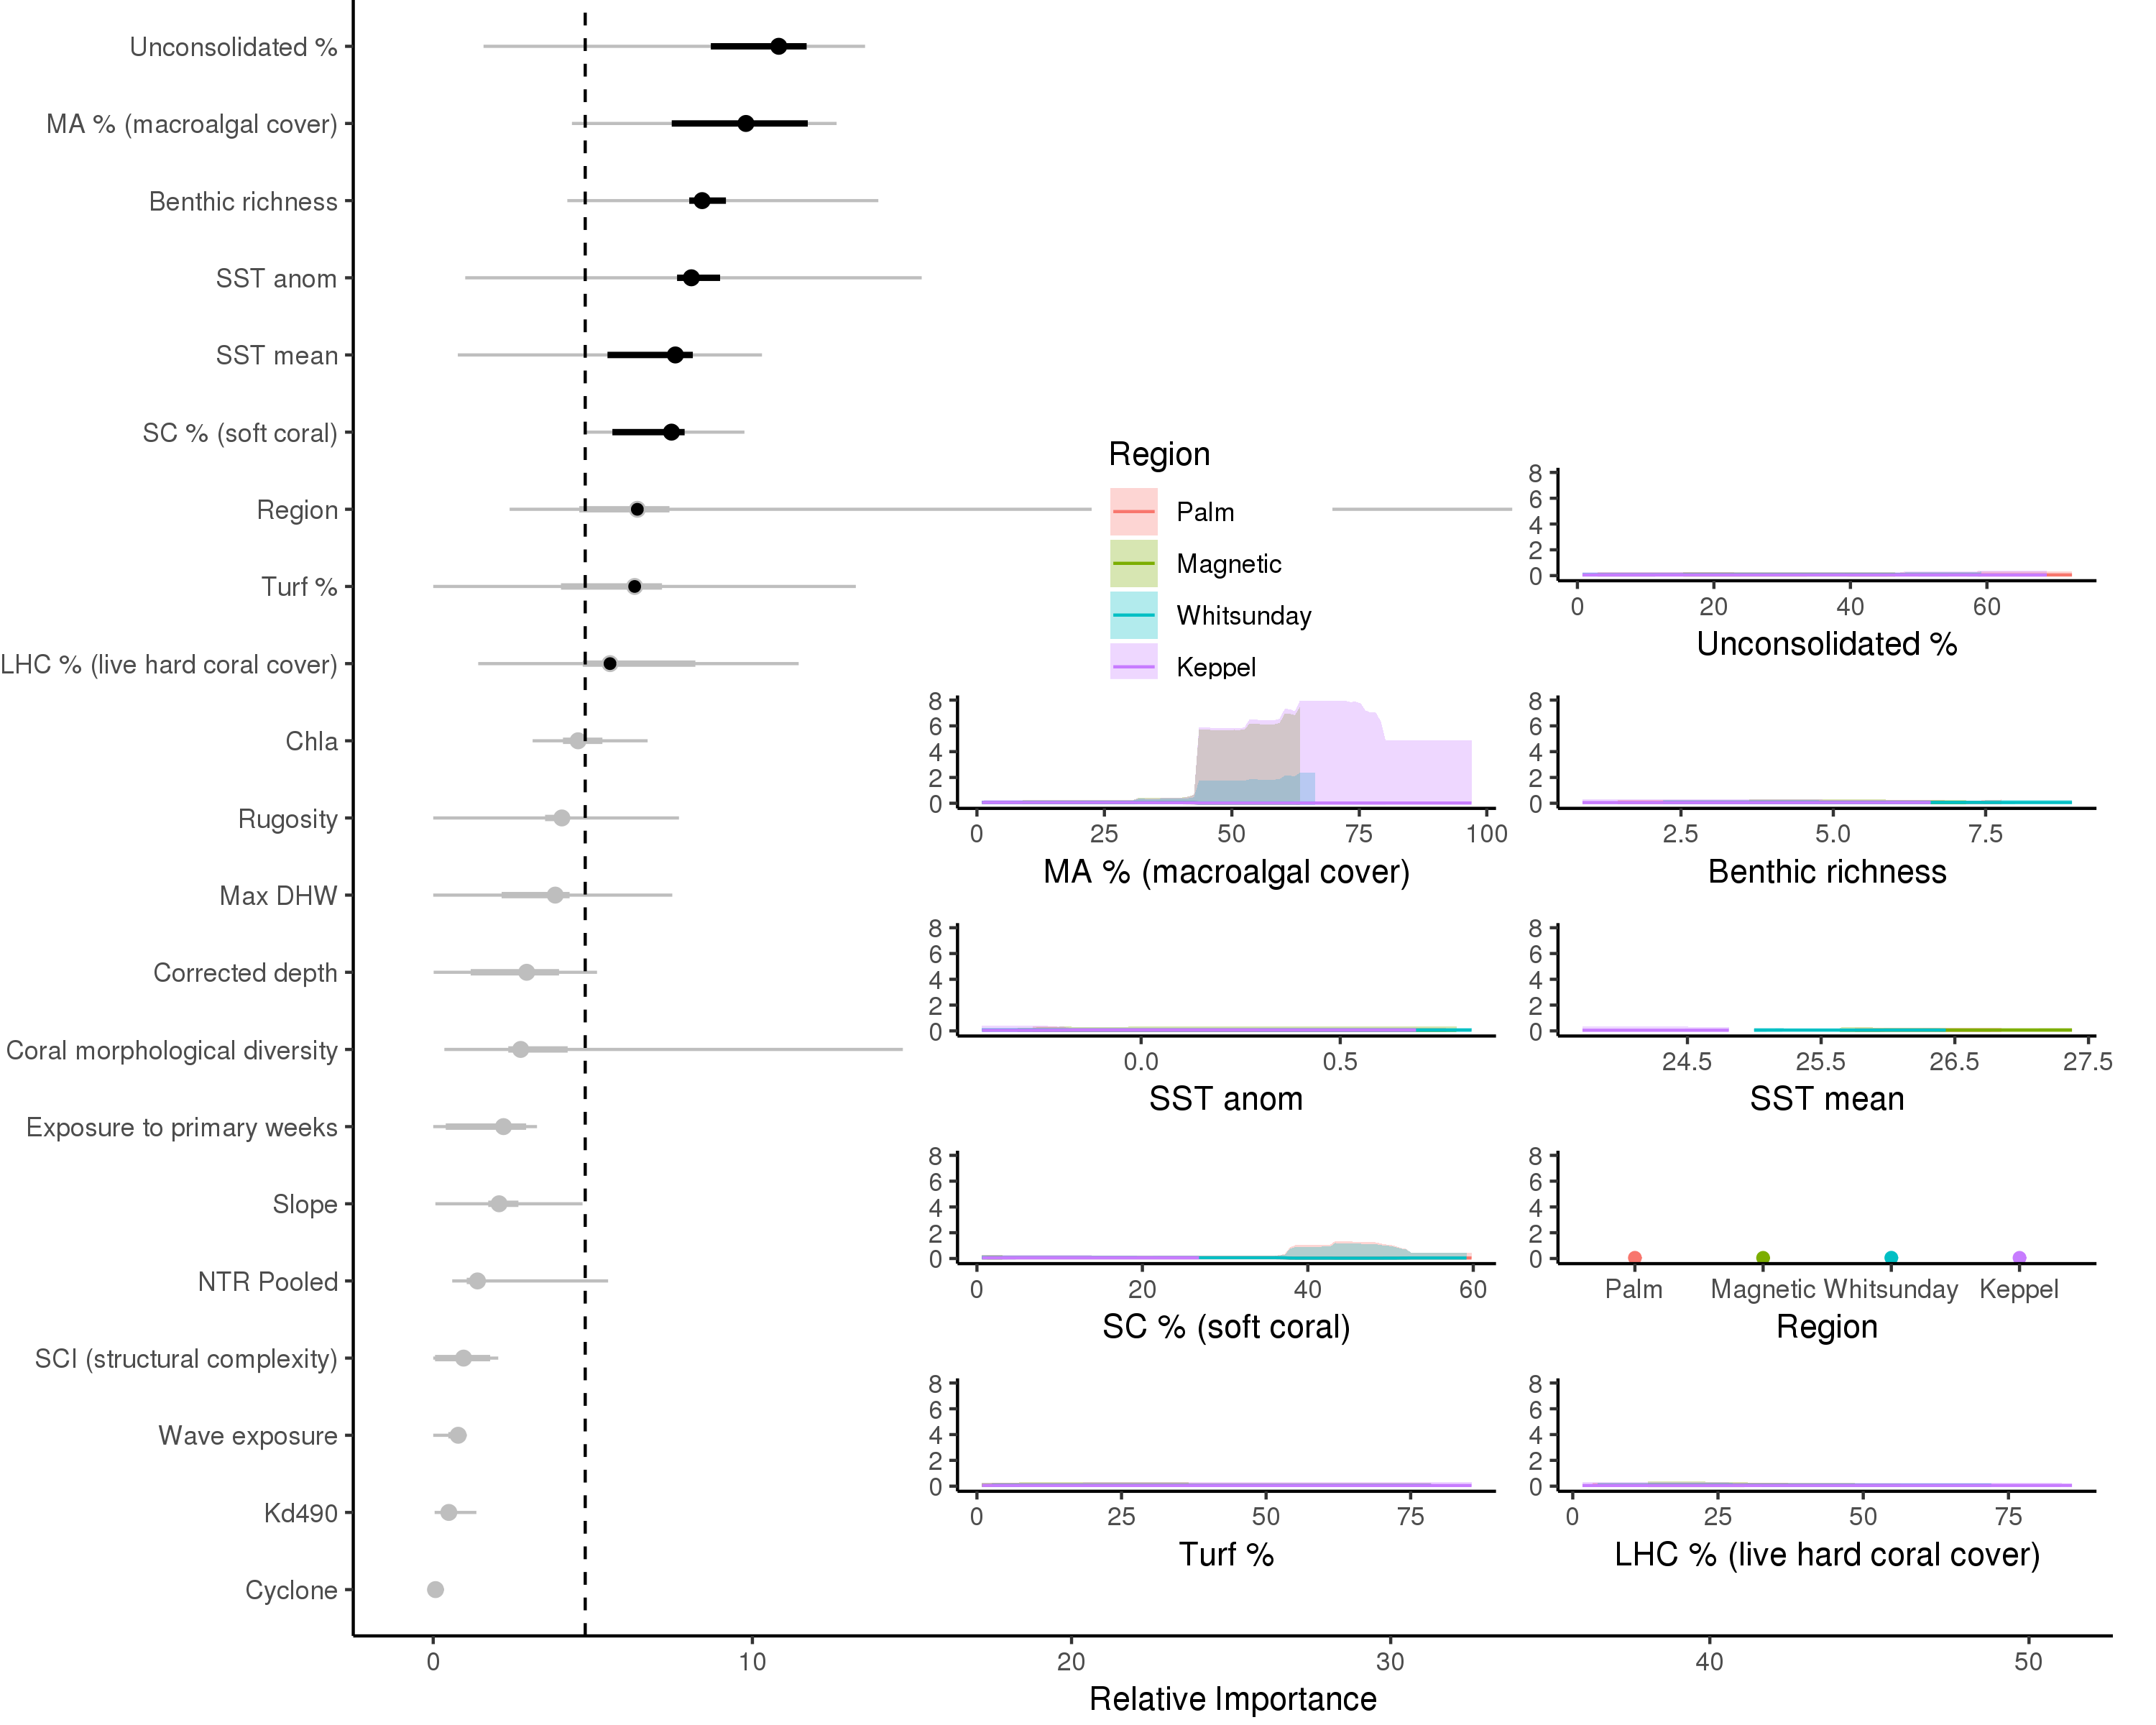 Unconsolidated %
MA % (macroalgal cover)
Benthic richness
SST anom
SST mean
SC % (soft coral)
Region
Turf %
LHC % (live hard coral cover)
Chla
Rugosity
Max DHW
Corrected depth
Coral morphological diversity
Exposure to primary weeks
Slope
NTR Pooled
SCI (structural complexity)
Wave exposure
Kd490
Cyclone
0 10 20 30 40 50
Relative Importance
Region
Palm
Magnetic
Whitsunday
Keppel
8
6
4
2
0
0 20 40 60
Unconsolidated %
8
6
4
2
0
0 25 50 75 100
MA % (macroalgal cover)
8
6
4
2
0
2.5 5.0 7.5
Benthic richness
8
6
4
2
0
0.0 0.5
SST anom
8
6
4
2
0
24.5 25.5 26.5 27.5
SST mean
8
6
4
2
0
0 20 40 60
SC % (soft coral)
8
6
4
2
0
Palm Magnetic Whitsunday Keppel
Region
8
6
4
2
0
0 25 50 75
Turf %
8
6
4
2
0
0 25 50 75
LHC % (live hard coral cover)